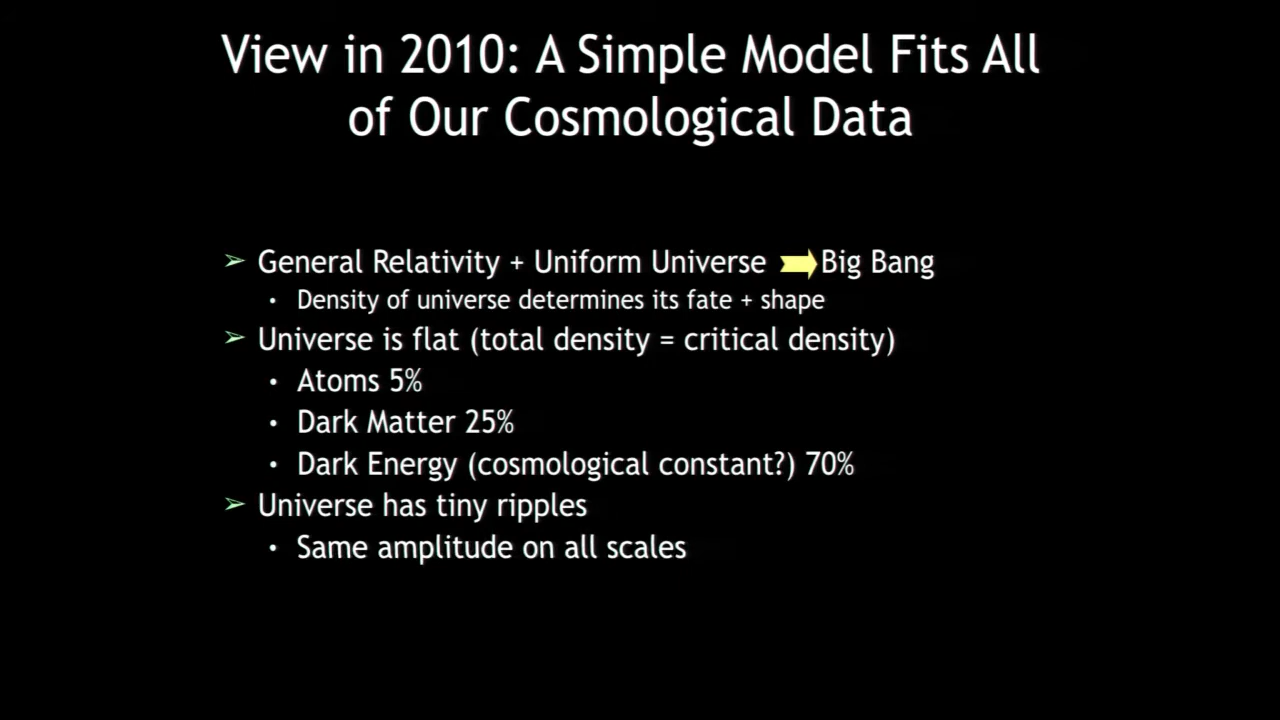 View in 2010: A Simple Model Fits All
of Our Cosmological Data
➢ General Relativity + Uniform Universe ➡ Big Bang
• Density of universe determines its fate + shape
➢ Universe is flat (total density = critical density)
• Atoms 5%
• Dark Matter 25%
• Dark Energy (cosmological constant?) 70%
➢ Universe has tiny ripples
• Same amplitude on all scales